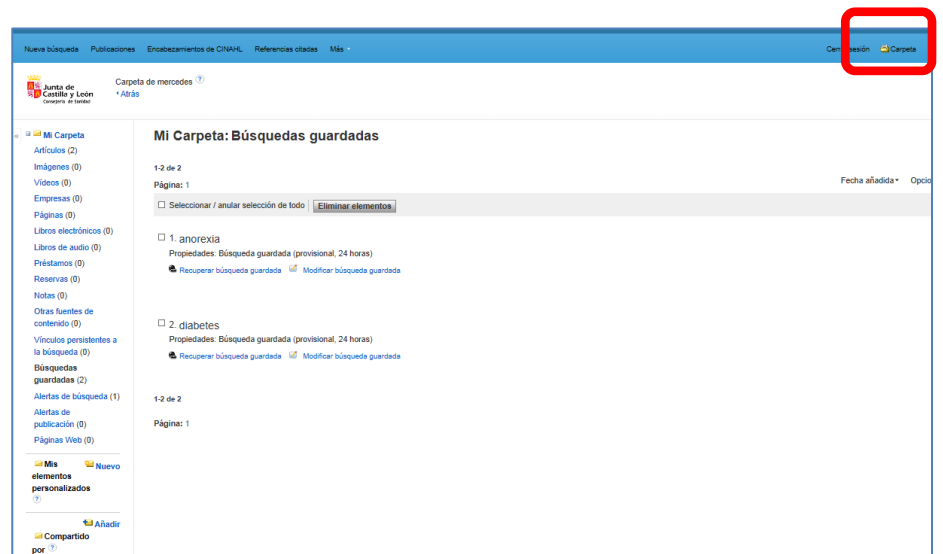 Nueva búsqueda Publicaciones Encabezamientos de CINAHL Referencias citadas Más
sesión Carpeta
Junta de
Castilla y León
Consejería de Sanidad
Carpeta de mercedes ?
Atrás
Mi Carpeta
Artículos (2)
Imágenes (0)
Vídeos (0)
Empresas (0)
Páginas (0)
Libros electrónicos (0)
Libros de audio (0)
Préstamos (0)
Reservas (0)
Notas (0)
Otras fuentes de
contenido (0)
Vínculos persistentes a
la búsqueda (0)
Búsquedas
guardadas (2)
Alertas de búsqueda (1)
Alertas de
publicación (0)
Páginas Web (0)
Mis Nuevo
elementos
personalizados
?
Añadir
Compartido
por ?
Mi Carpeta: Búsquedas guardadas
1-2 de 2
Página: 1
Fecha añadida Opcio
Seleccionar / anular selección de todo Eliminar elementos
1. anorexia
Propiedades: Búsqueda guardada (provisional, 24 horas)
Recuperar búsqueda guardada Modificar búsqueda guardada
2. diabetes
Propiedades: Búsqueda guardada (provisional, 24 horas)
Recuperar búsqueda guardada Modificar búsqueda guardada
1-2 de 2
Página: 1